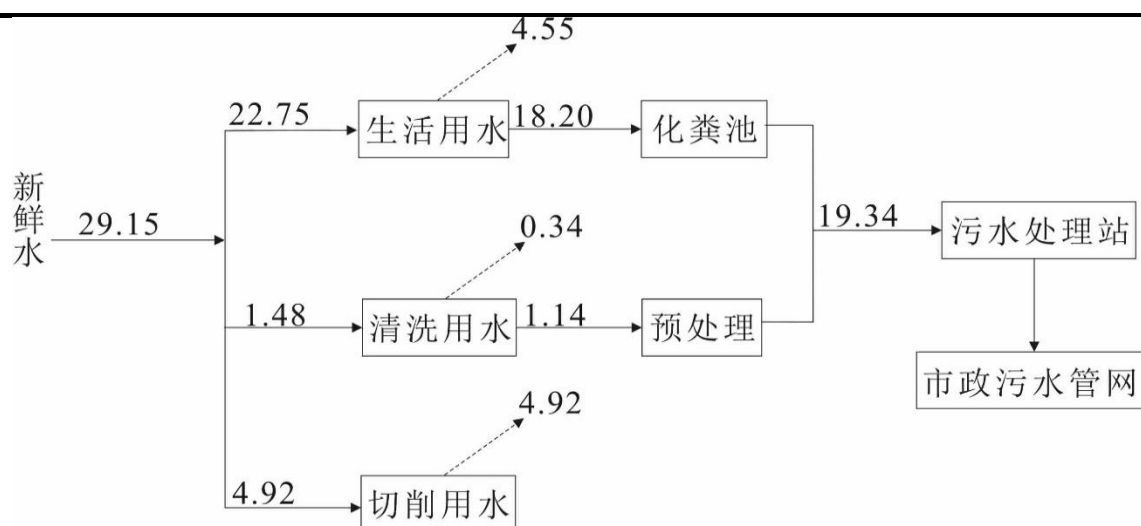 4.55
22.75
生活用水
18.20
化粪池
新鲜水
29.15
0.34
19.34
污水处理站
1.48
清洗用水
1.14
预处理
市政污水管网
4.92
4.92
切削用水